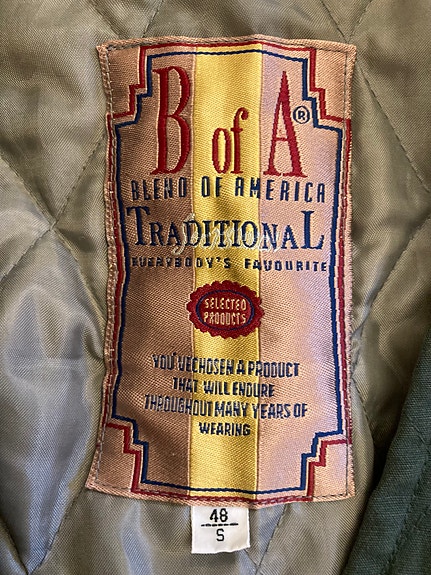 B of A®
BLEND OF AMERICA
TRADITIONAL
EVERYBODY'S FAVOURITE
SELECTED
PRODUCTS
YOU'VE CHOSEN A PRODUCT
THAT WILL ENDURE
THROUGHOUT MANY YEARS OF
WEARING
48
S